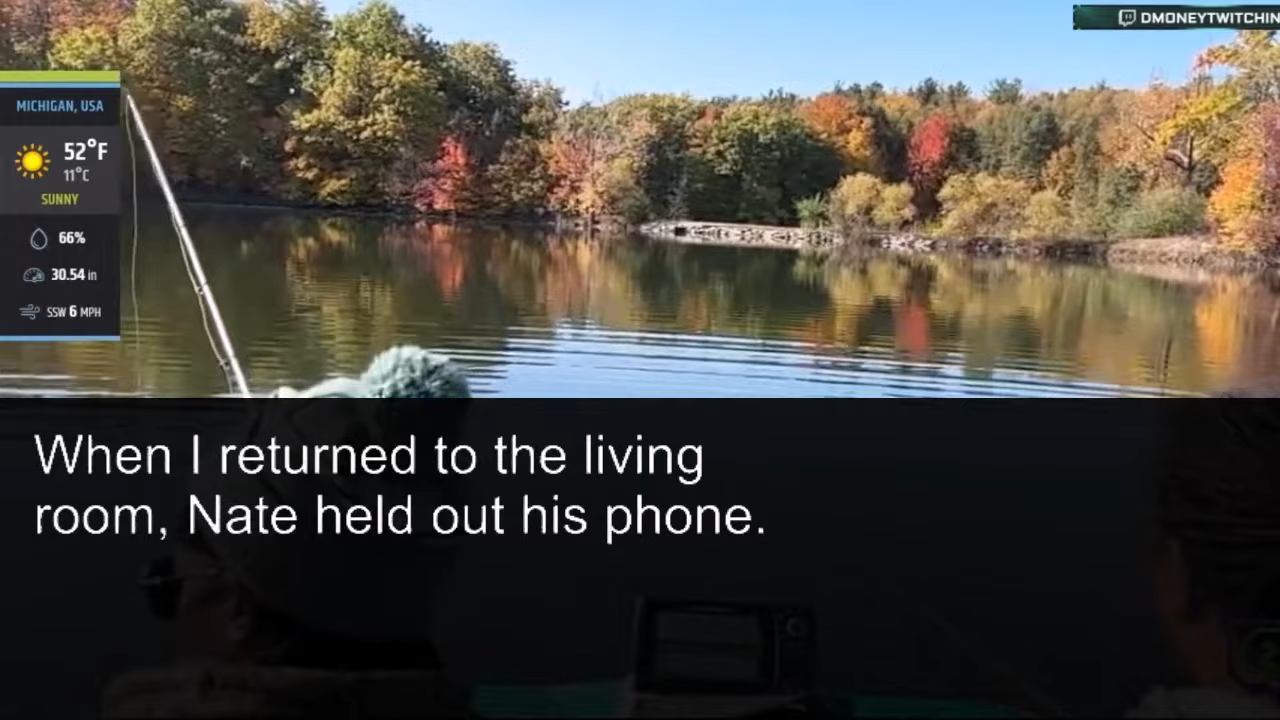 DMONEYTWITCHIN
MICHIGAN, USA
52°F
11°C
SUNNY
66%
30.54 in
SSW 6 MPH
When I returned to the living
room, Nate held out his phone.